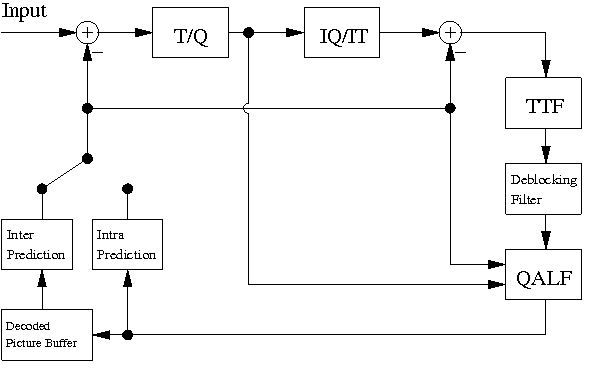 Input
+
−
T/Q
IQ/IT
+
−
TTF
Deblocking
Filter
Inter
Prediction
Intra
Prediction
QALF
Decoded
Picture Buffer